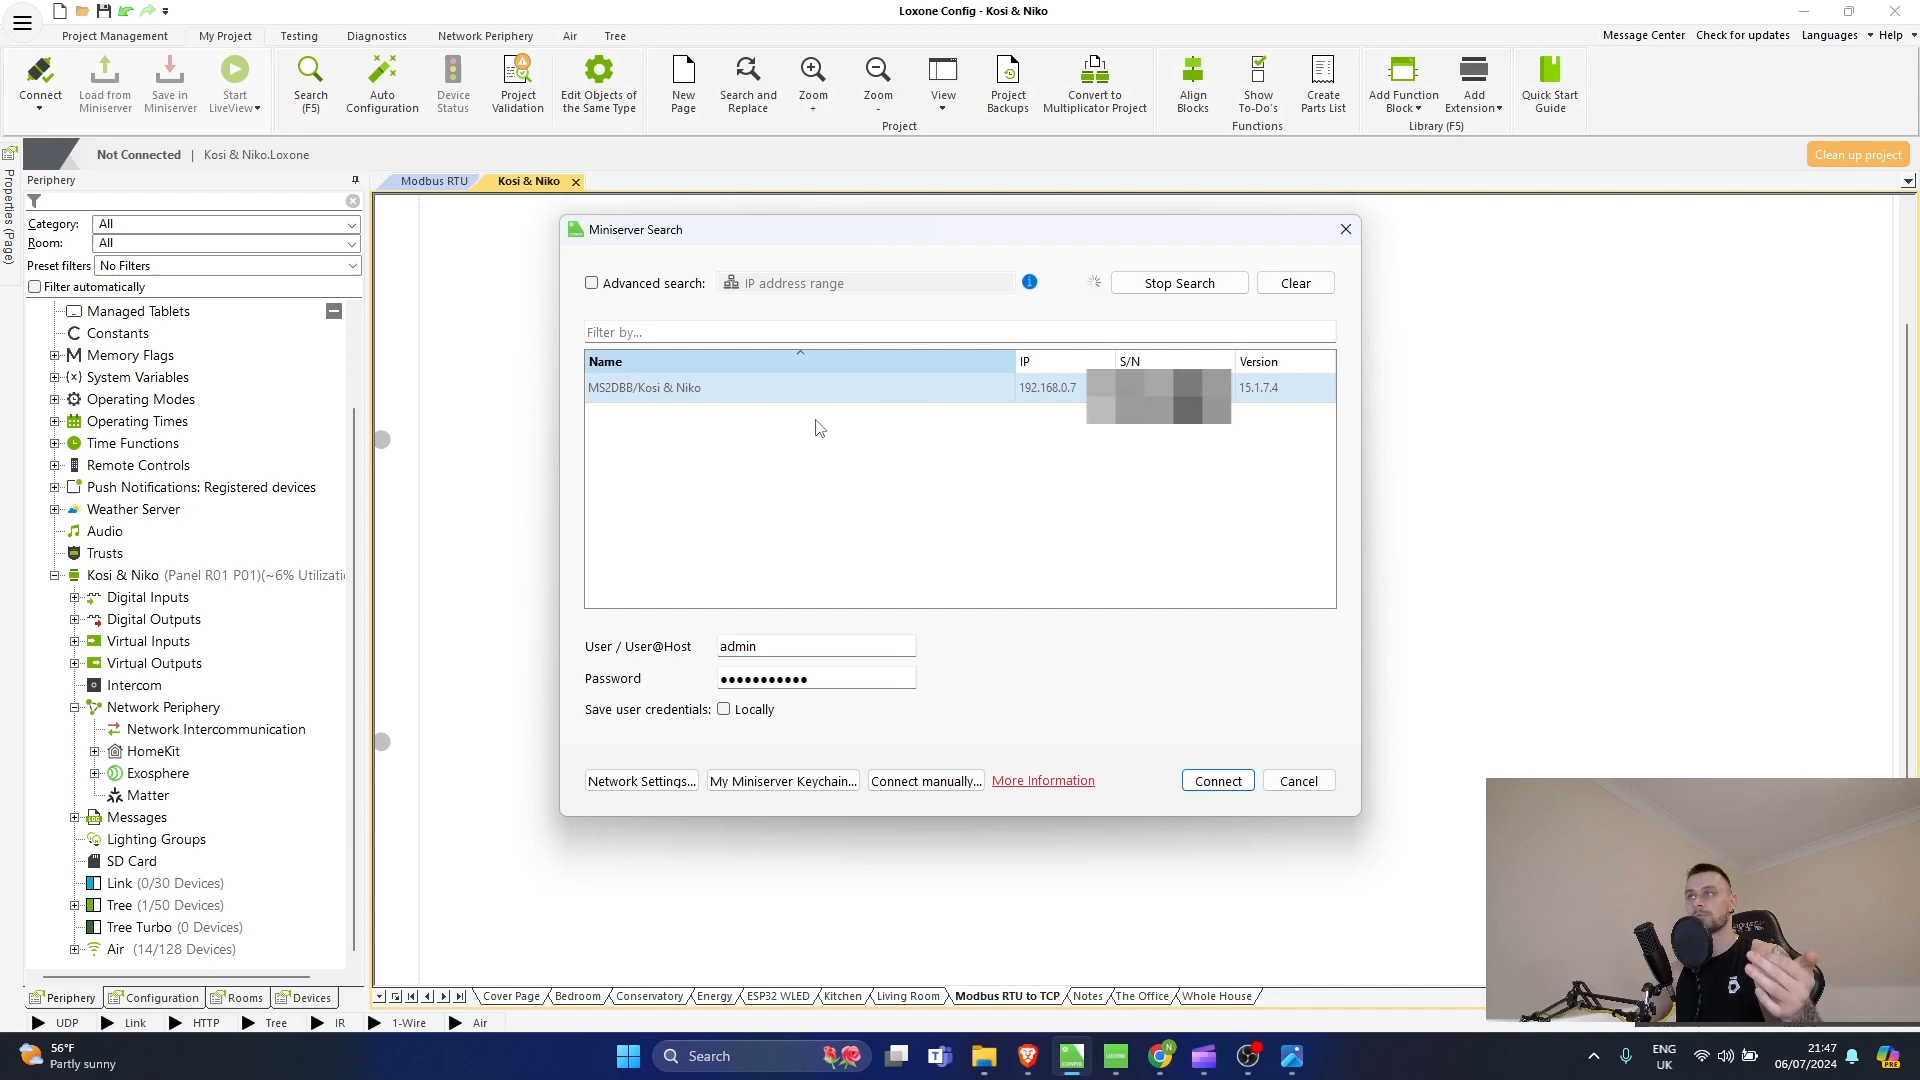 Loxone Config - Kosi & Niko
Project Management My Project Testing Diagnostics Network Periphery Air Tree
Message Center Check for updates Languages Help
Connect
Load from Miniserver
Save in Miniserver
Start LiveView
Search (F5)
Auto Configuration
Device Status
Project Validation
Edit Objects of the Same Type
New Page
Search and Replace
Zoom +
Zoom -
View
Project Backups
Convert to Multiplicator Project
Align Blocks
Show To-Do's
Create Parts List
Add Function Block
Add Extension
Quick Start Guide
Project
Functions
Library (F5)
Not Connected | Kosi & Niko.Loxone
Clean up project
Properties (Page)
Periphery
Category: All
Room: All
Preset filters No Filters
Filter automatically
Managed Tablets
Constants
Memory Flags
System Variables
Operating Modes
Operating Times
Time Functions
Remote Controls
Push Notifications: Registered devices
Weather Server
Audio
Trusts
Kosi & Niko (Panel R01 P01)(~6% Utilizati
Digital Inputs
Digital Outputs
Virtual Inputs
Virtual Outputs
Intercom
Network Periphery
Network Intercommunication
HomeKit
Exosphere
Matter
Messages
Lighting Groups
SD Card
Link (0/30 Devices)
Tree (1/50 Devices)
Tree Turbo (0 Devices)
Air (14/128 Devices)
Periphery Configuration Rooms Devices
UDP Link HTTP Tree IR 1-Wire Air
Modbus RTU Kosi & Niko
Miniserver Search
Advanced search: IP address range
Stop Search Clear
Filter by...
Name IP S/N Version
MS2DBB/Kosi & Niko 192.168.0.7 15.1.7.4
User / User@Host admin
Password ●●●●●●●●●●●
Save user credentials: Locally
Network Settings... My Miniserver Keychain... Connect manually... More Information Connect Cancel
Cover Page Bedroom Conservatory Energy ESP32 WLED Kitchen Living Room Modbus RTU to TCP Notes The Office Whole House
56°F
Partly sunny
Search
ENG
UK
21:47
06/07/2024